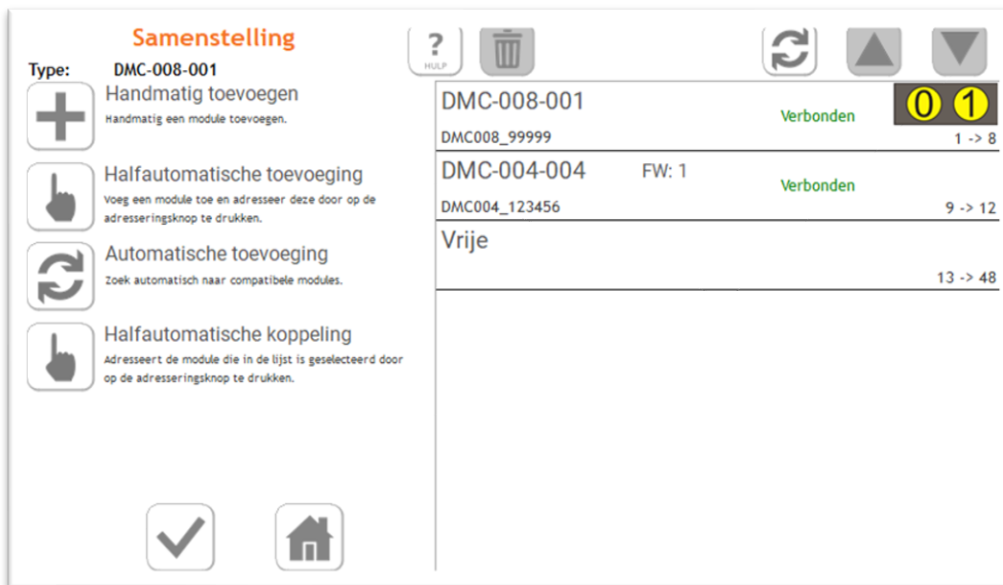 Samenstelling
Type: DMC-008-001
Handmatig toevoegen
Handmatig een module toevoegen.
Halfautomatische toevoeging
Voeg een module toe en adresseer deze door op de
adresseringsknop te drukken.
Automatische toevoeging
Zoek automatisch naar compatibele modules.
Halfautomatische koppeling
Adresseert de module die in de lijst is geselecteerd door
op de adresseringsknop te drukken.
?
HULP
DMC-008-001
Verbonden
0 1
DMC008_99999
1 -> 8
DMC-004-004
FW: 1
Verbonden
DMC004_123456
9 -> 12
Vrije
13 -> 48